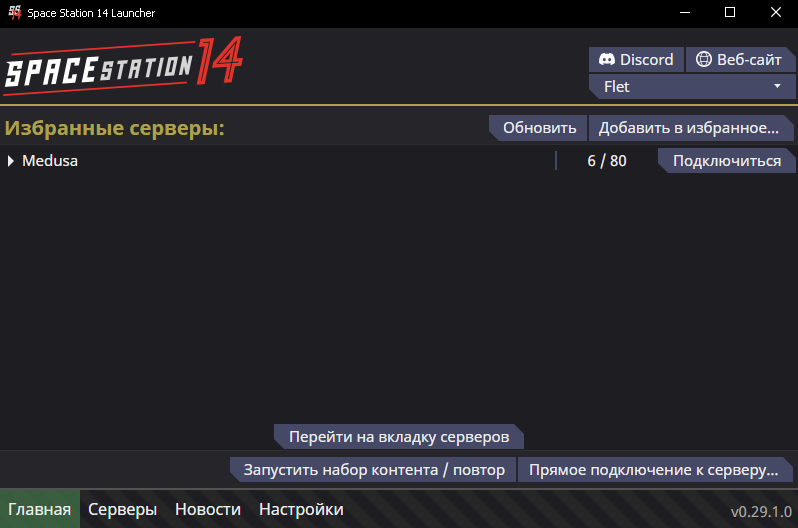 Space Station 14 Launcher
SPACE STATION 14
Discord
Веб-сайт
Flet
Избранные серверы:
Обновить
Добавить в избранное...
Medusa
6 / 80
Подключиться
Перейти на вкладку серверов
Запустить набор контента / повтор
Прямое подключение к серверу...
Главная
Серверы
Новости
Настройки
v0.29.1.0